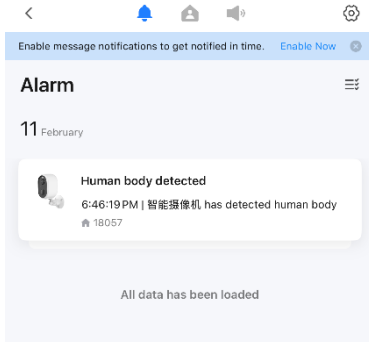 Enable message notifications to get notified in time. Enable Now
Alarm
11 February
Human body detected
6:46:19 PM | 智能摄像机 has detected human body
18057
All data has been loaded